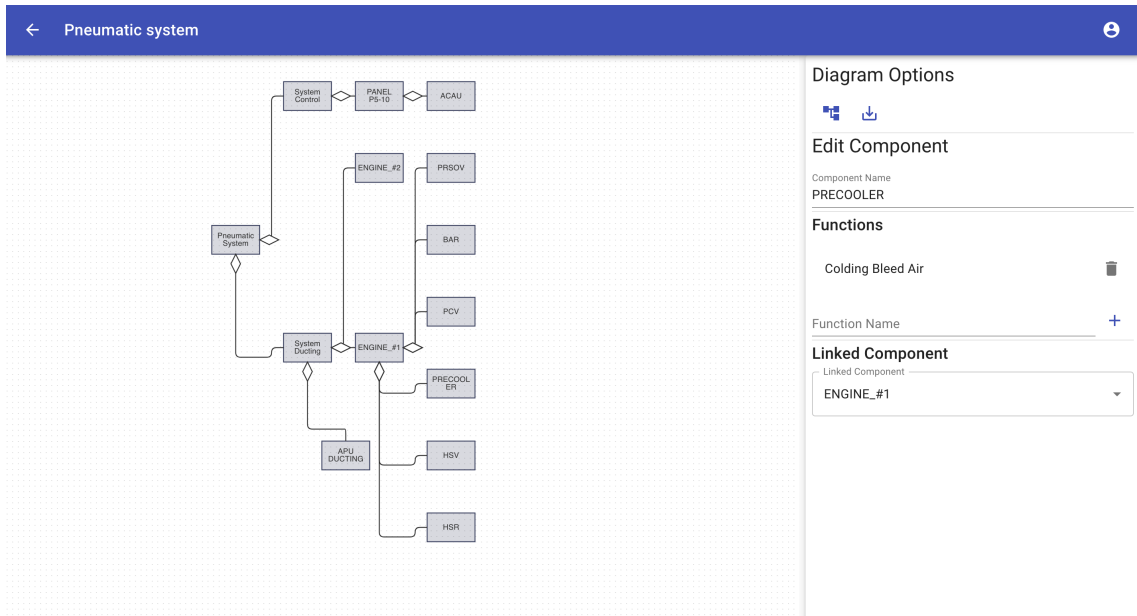 Pneumatic system
System
Control
PANEL
P5-10
ACAU
ENGINE_#2
PRSOV
Pneumatic
System
BAR
PCV
System
Ducting
ENGINE_#1
PRECOOL
ER
APU
DUCTING
HSV
HSR
Diagram Options
Edit Component
Component Name
PRECOOLER
Functions
Colding Bleed Air
Function Name
Linked Component
Linked Component
ENGINE_#1